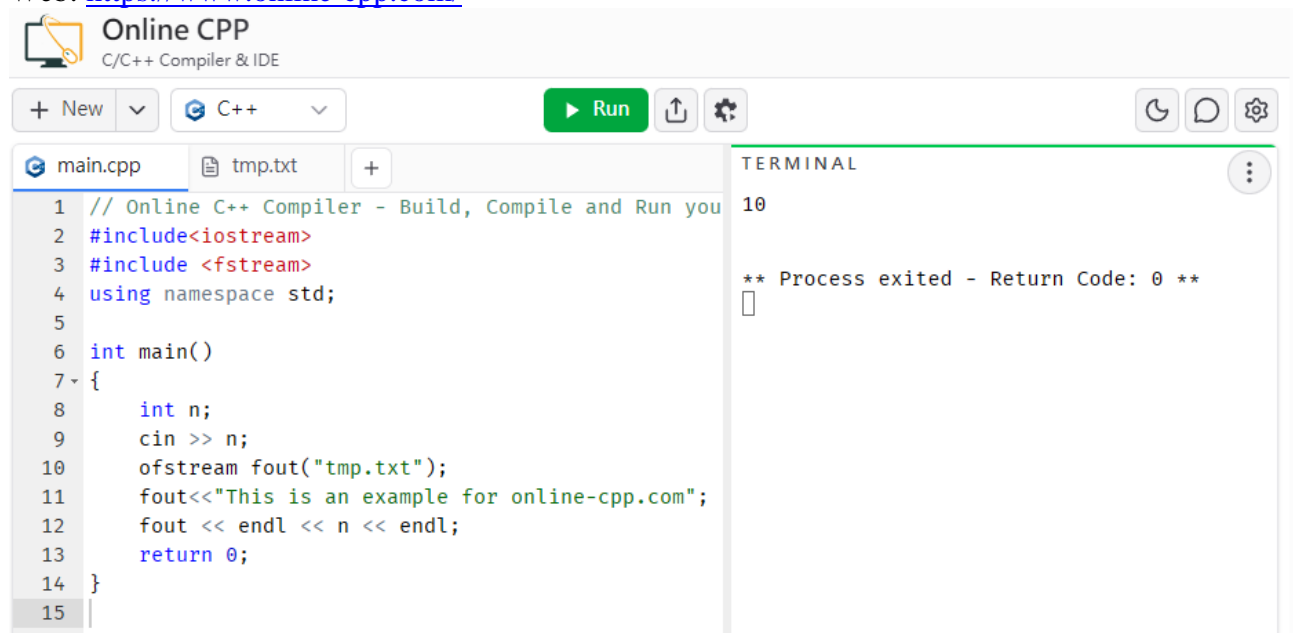 Online CPP
C/C++ Compiler & IDE
+ New
C++
Run
main.cpp
tmp.txt
+
1 // Online C++ Compiler - Build, Compile and Run you
2 #include<iostream>
3 #include <fstream>
4 using namespace std;
5
6 int main()
7 {
8     int n;
9     cin >> n;
10     ofstream fout("tmp.txt");
11     fout<<"This is an example for online-cpp.com";
12     fout << endl << n << endl;
13     return 0;
14 }
15
TERMINAL
10
** Process exited - Return Code: 0 **